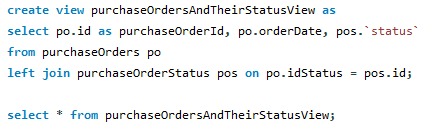 create view purchaseOrdersAndTheirStatusView as
select po.id as purchaseOrderId, po.orderDate, pos.`status`
from purchaseOrders po
left join purchaseOrderStatus pos on po.idStatus = pos.id;
select * from purchaseOrdersAndTheirStatusView;